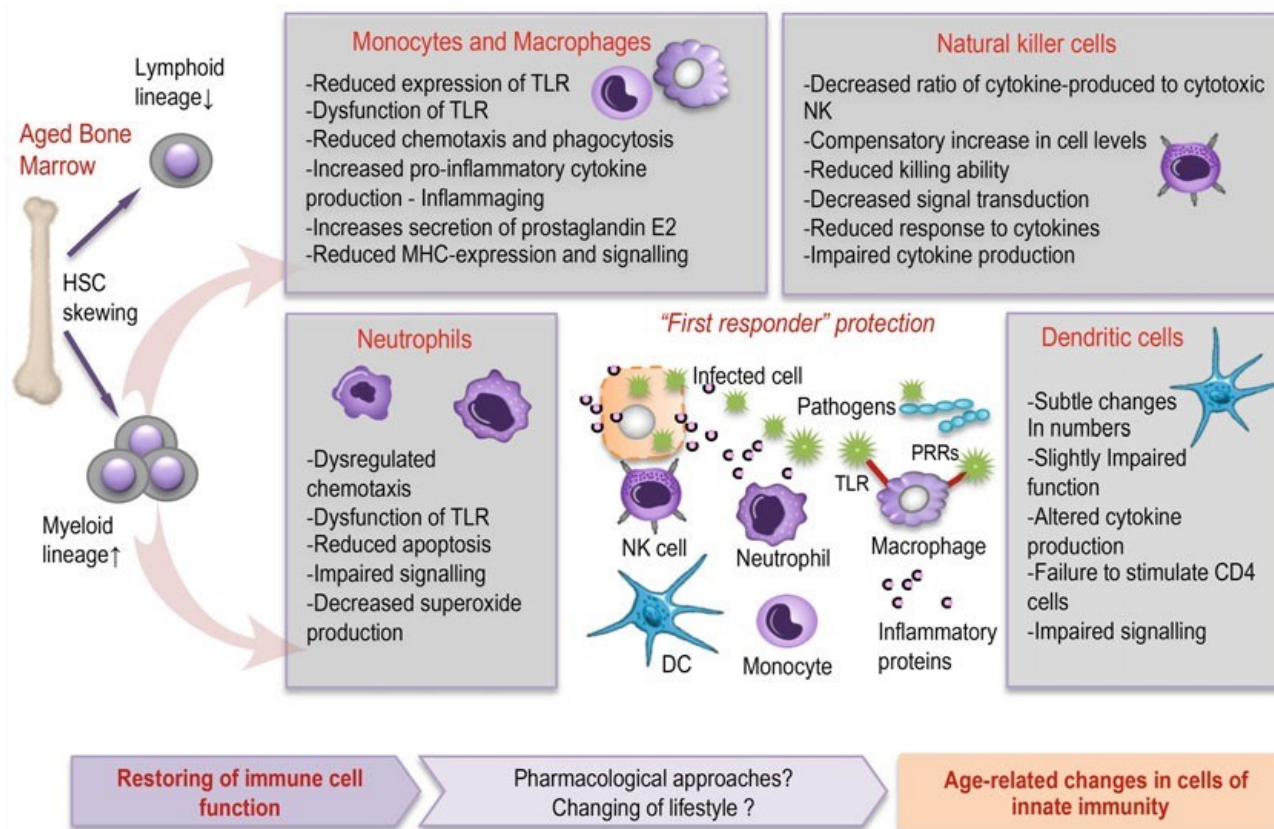 Lymphoid
lineage↓
Aged Bone
Marrow
HSC
skewing
Myeloid
lineage↑
Monocytes and Macrophages
-Reduced expression of TLR
-Dysfunction of TLR
-Reduced chemotaxis and phagocytosis
-Increased pro-inflammatory cytokine
production - Inflammaging
-Increases secretion of prostaglandin E2
-Reduced MHC-expression and signalling
Natural killer cells
-Decreased ratio of cytokine-produced to cytotoxic
NK
-Compensatory increase in cell levels
-Reduced killing ability
-Decreased signal transduction
-Reduced response to cytokines
-Impaired cytokine production
Neutrophils
-Dysregulated
chemotaxis
-Dysfunction of TLR
-Reduced apoptosis
-Impaired signalling
-Decreased superoxide
production
“First responder” protection
Infected cell
Pathogens
PRRs
TLR
NK cell
Neutrophil
Macrophage
DC
Monocyte
Inflammatory
proteins
Dendritic cells
-Subtle changes
In numbers
-Slightly Impaired
function
-Altered cytokine
production
-Failure to stimulate CD4
cells
-Impaired signalling
Restoring of immune cell
function
Pharmacological approaches?
Changing of lifestyle ?
Age-related changes in cells of
innate immunity